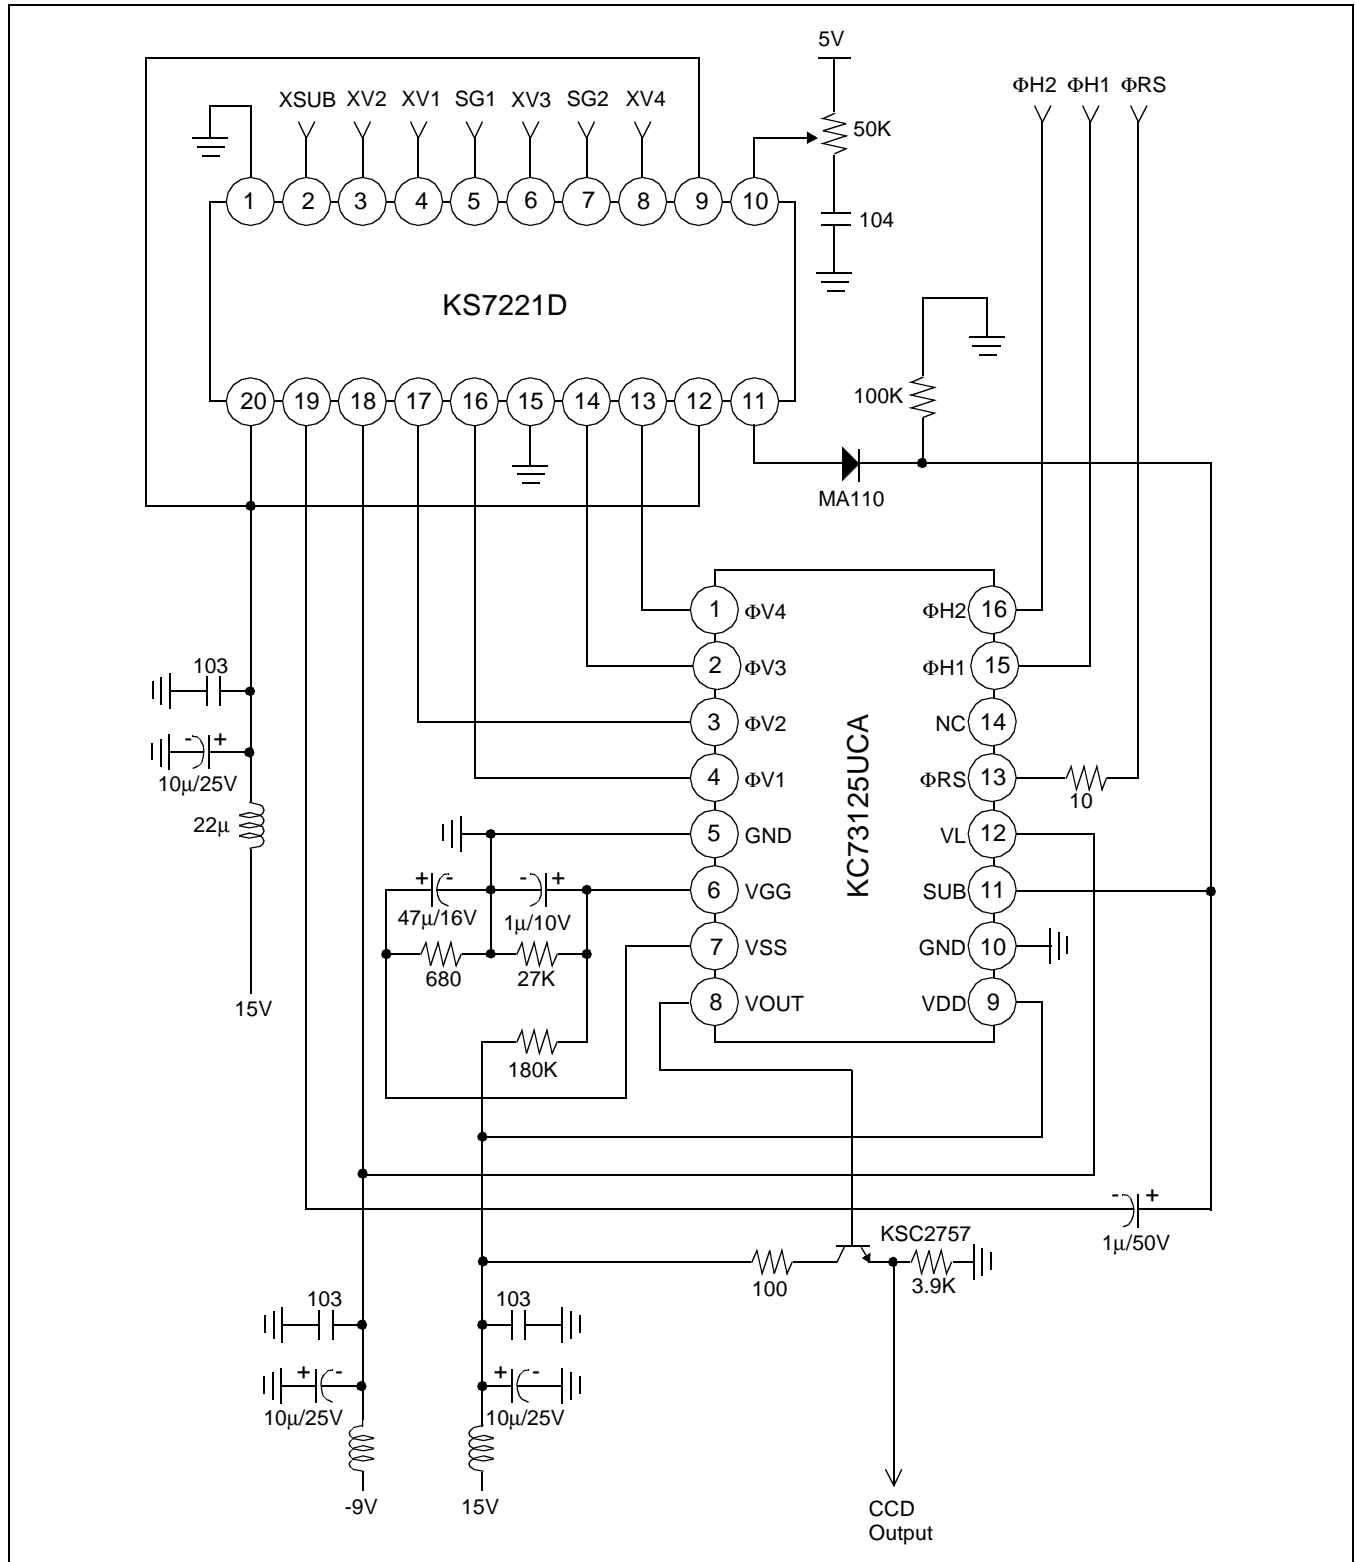 5V
ΦH2 ΦH1 ΦRS
XSUB XV2 XV1 SG1 XV3 SG2 XV4
50K
1 2 3 4 5 6 7 8 9 10
104
KS7221D
100K
20 19 18 17 16 15 14 13 12 11
MA110
1 ΦV4 ΦH2 16
2 ΦV3 ΦH1 15
103
3 ΦV2 NC 14
KC73125UCA
- +
10μ/25V
4 ΦV1 ΦRS 13
10
22μ
5 GND VL 12
+ - - +
6 VGG SUB 11
47μ/16V 1μ/10V
7 VSS GND 10
680 27K
8 VOUT VDD 9
15V
180K
- +
1μ/50V
KSC2757
100
3.9K
103 103
+ - + -
10μ/25V 10μ/25V
-9V 15V
CCD
Output